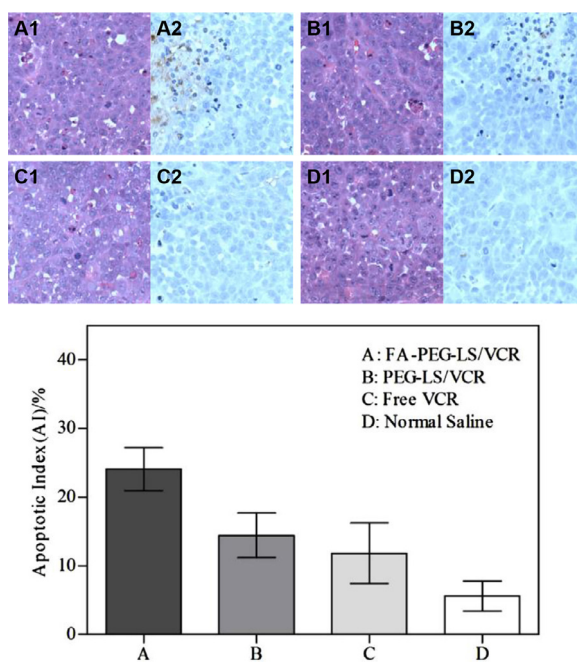 A1 A2 B1 B2
C1 C2 D1 D2
Apoptotic Index(AI)/%
40
30
20
10
0
A: FA-PEG-LS/VCR
B: PEG-LS/VCR
C: Free VCR
D: Normal Saline
A B C D